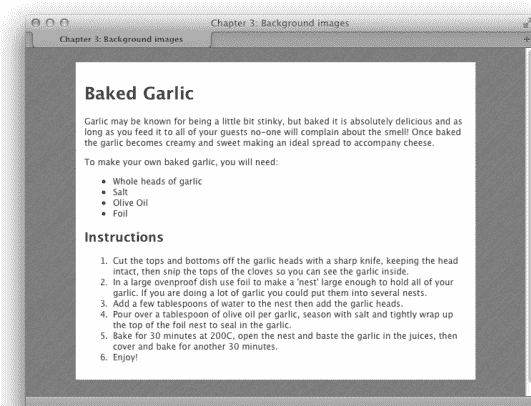 Chapter 3: Background images
Chapter 3: Background images
Baked Garlic
Garlic may be known for being a little bit stinky, but baked it is absolutely delicious and as
long as you feed it to all of your guests no-one will complain about the smell! Once baked
the garlic becomes creamy and sweet making an ideal spread to accompany cheese.
To make your own baked garlic, you will need:
• Whole heads of garlic
• Salt
• Olive Oil
• Foil
Instructions
1. Cut the tops and bottoms off the garlic heads with a sharp knife, keeping the head
intact, then snip the tops of the cloves so you can see the garlic inside.
2. In a large ovenproof dish use foil to make a 'nest' large enough to hold all of your
garlic. If you are doing a lot of garlic you could put them into several nests.
3. Add a few tablespoons of water to the nest then add the garlic heads.
4. Pour over a tablespoon of olive oil per garlic, season with salt and tightly wrap up
the top of the foil nest to seal in the garlic.
5. Bake for 30 minutes at 200C, open the nest and baste the garlic in the juices, then
cover and bake for another 30 minutes.
6. Enjoy!